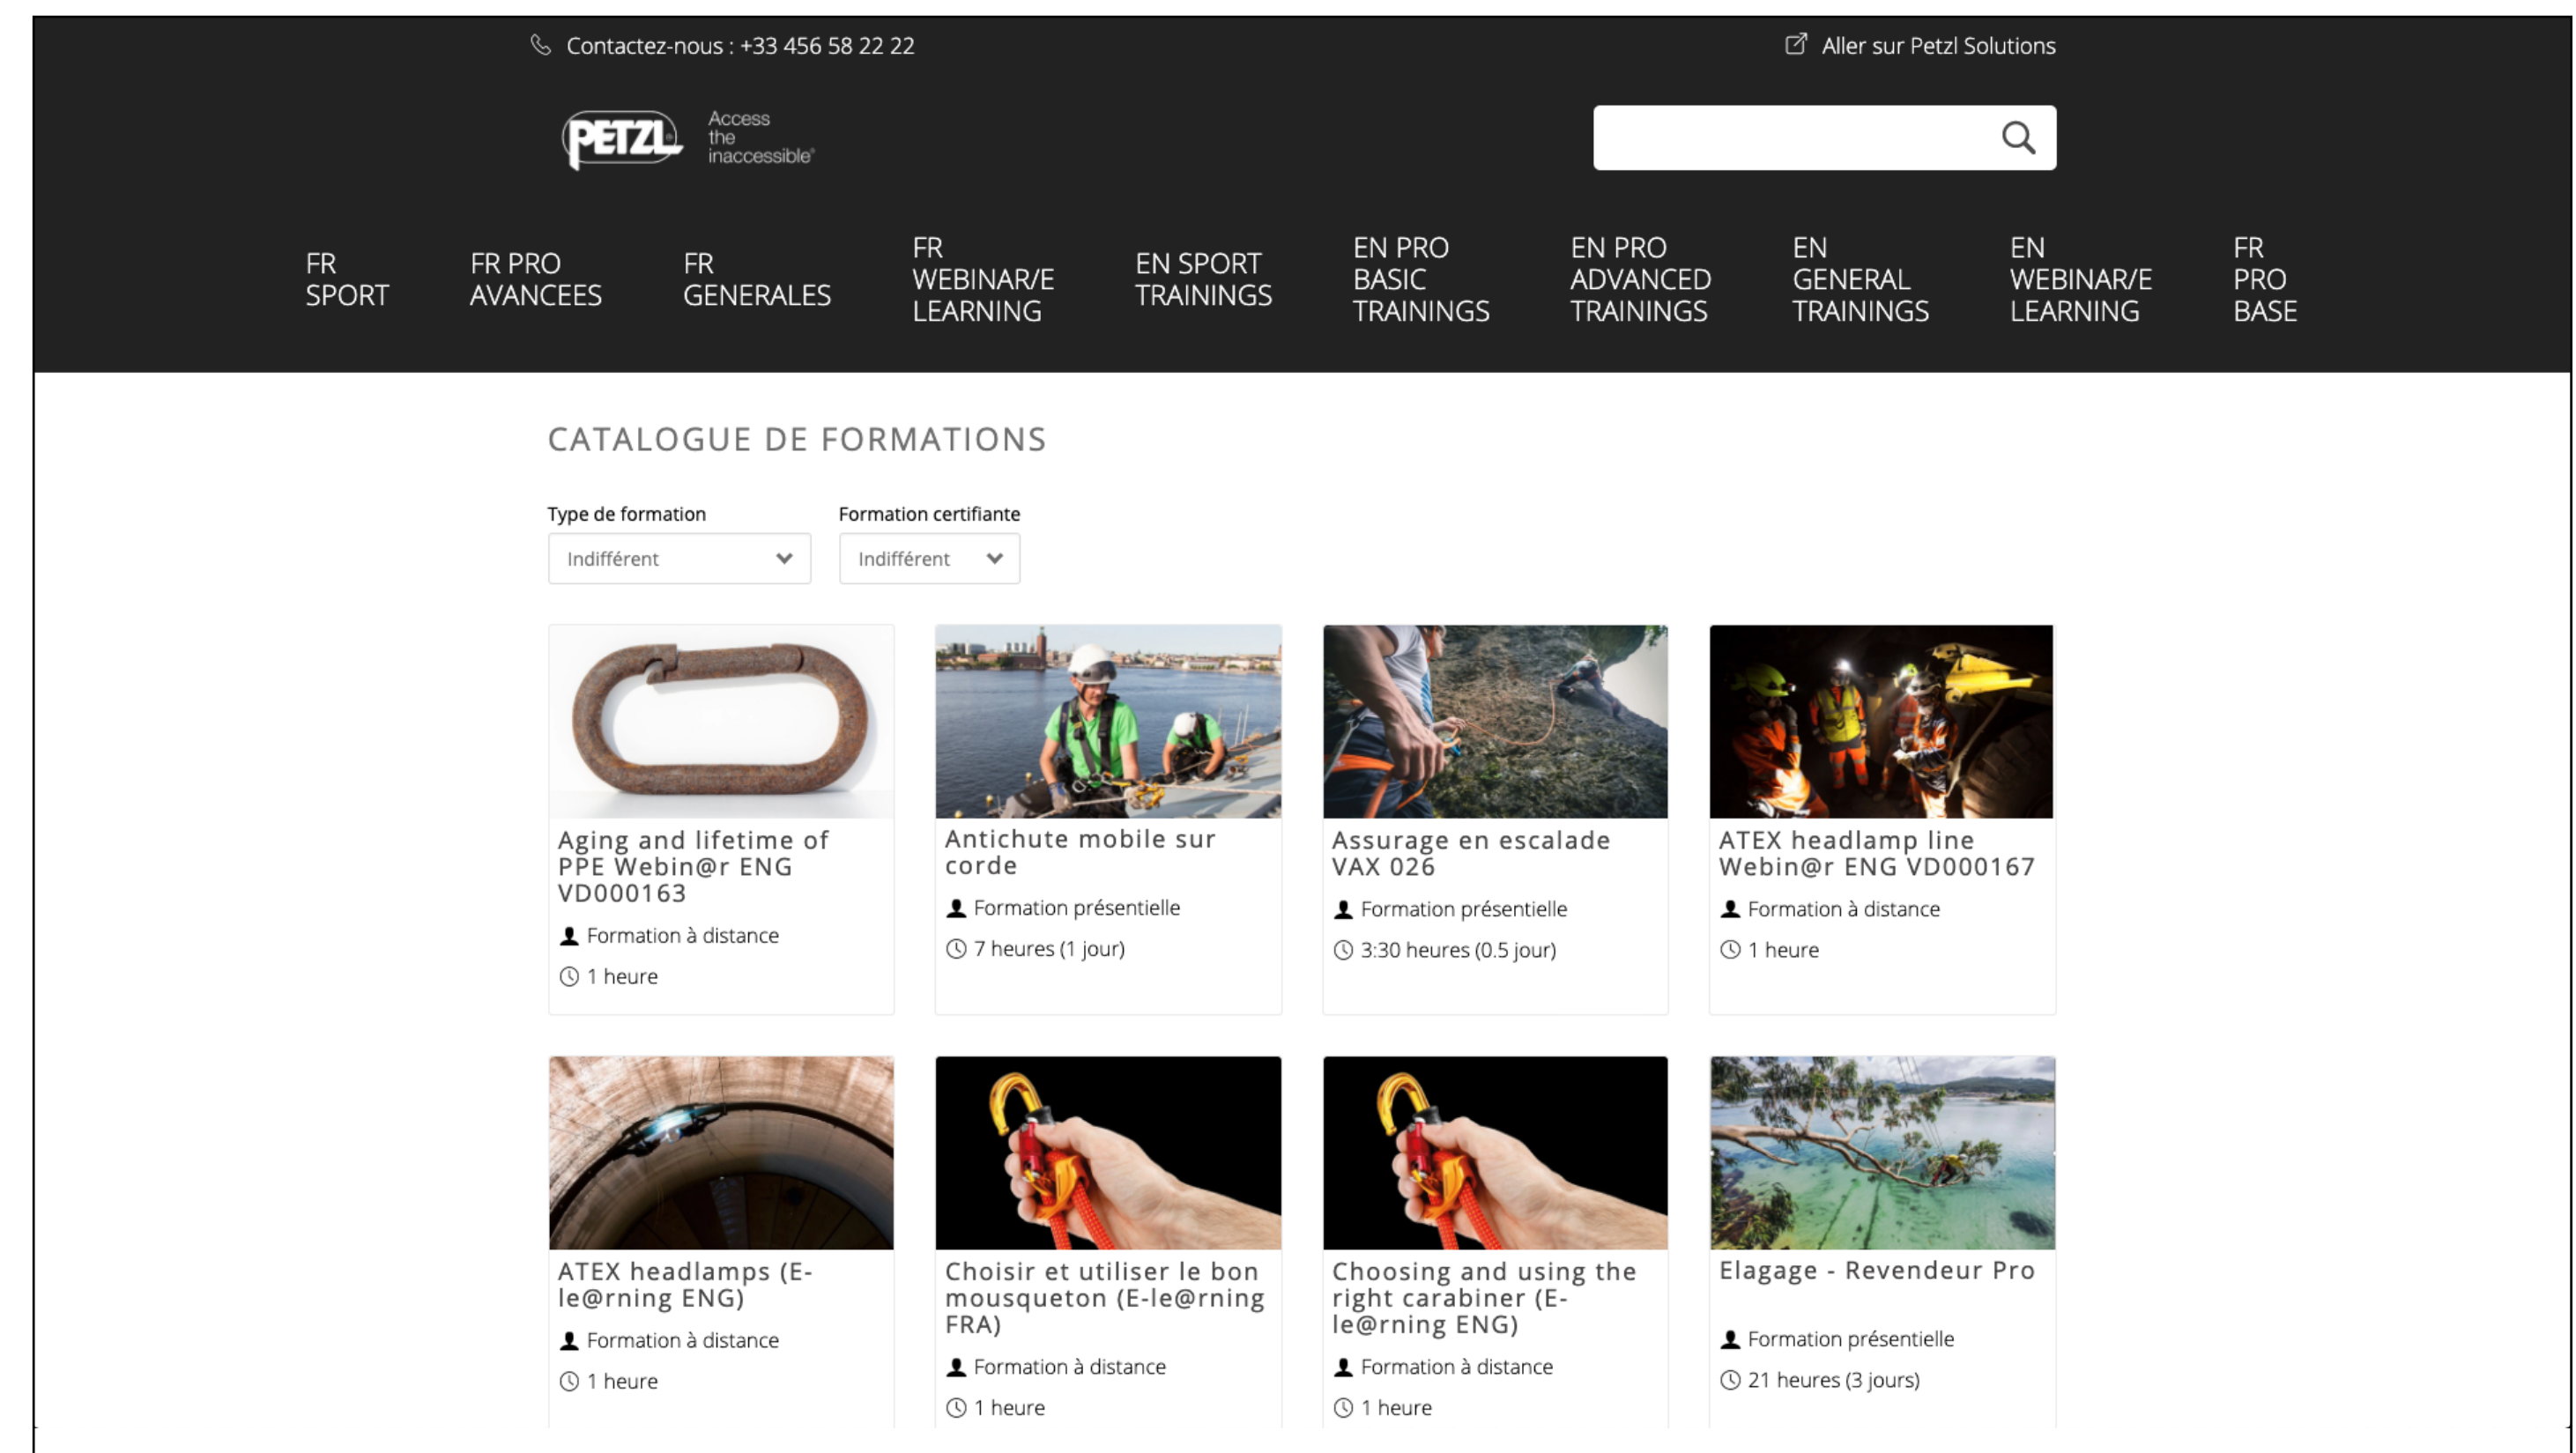 Contactez-nous : +33 456 58 22 22
Aller sur Petzl Solutions
PETZL
Access
the
inaccessible®
FR
SPORT
FR PRO
AVANCEES
FR
GENERALES
FR
WEBINAR/E
LEARNING
EN SPORT
TRAININGS
EN PRO
BASIC
TRAININGS
EN PRO
ADVANCED
TRAININGS
EN
GENERAL
TRAININGS
EN
WEBINAR/E
LEARNING
FR
PRO
BASE
CATALOGUE DE FORMATIONS
Type de formation
Indifférent
Formation certifiante
Indifférent
Aging and lifetime of
PPE Webin@r ENG
VD000163
Formation à distance
1 heure
Antichute mobile sur
corde
Formation présentielle
7 heures (1 jour)
Assurage en escalade
VAX 026
Formation présentielle
3:30 heures (0.5 jour)
ATEX headlamp line
Webin@r ENG VD000167
Formation à distance
1 heure
ATEX headlamps (E-
le@rning ENG)
Formation à distance
1 heure
Choisir et utiliser le bon
mousqueton (E-le@rning
FRA)
Formation à distance
1 heure
Choosing and using the
right carabiner (E-
le@rning ENG)
Formation à distance
1 heure
Elagage - Revendeur Pro
Formation présentielle
21 heures (3 jours)